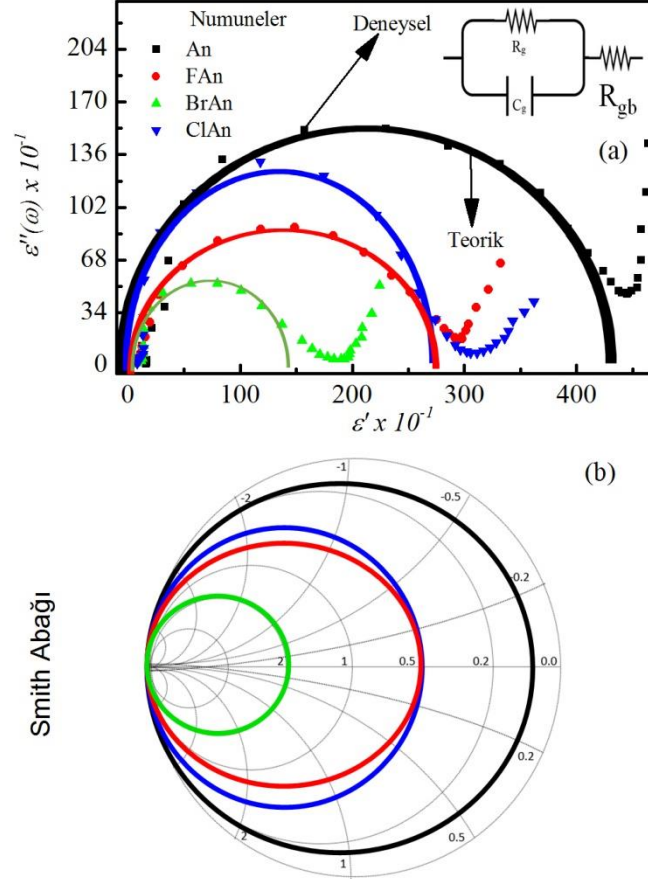 Numuneler
An
FAn
BrAn
ClAn
Deneysel
Teorik
R_g
C_g
R_gb
(a)
ε''(ω) x 10⁻¹
204
170
136
102
68
34
0
0 100 200 300 400
ε' x 10⁻¹
(b)
Smith Abağı
-1
-2
-0.5
-0.2
2 1 0.5 0.2 0.0
0.2
0.5
2
1